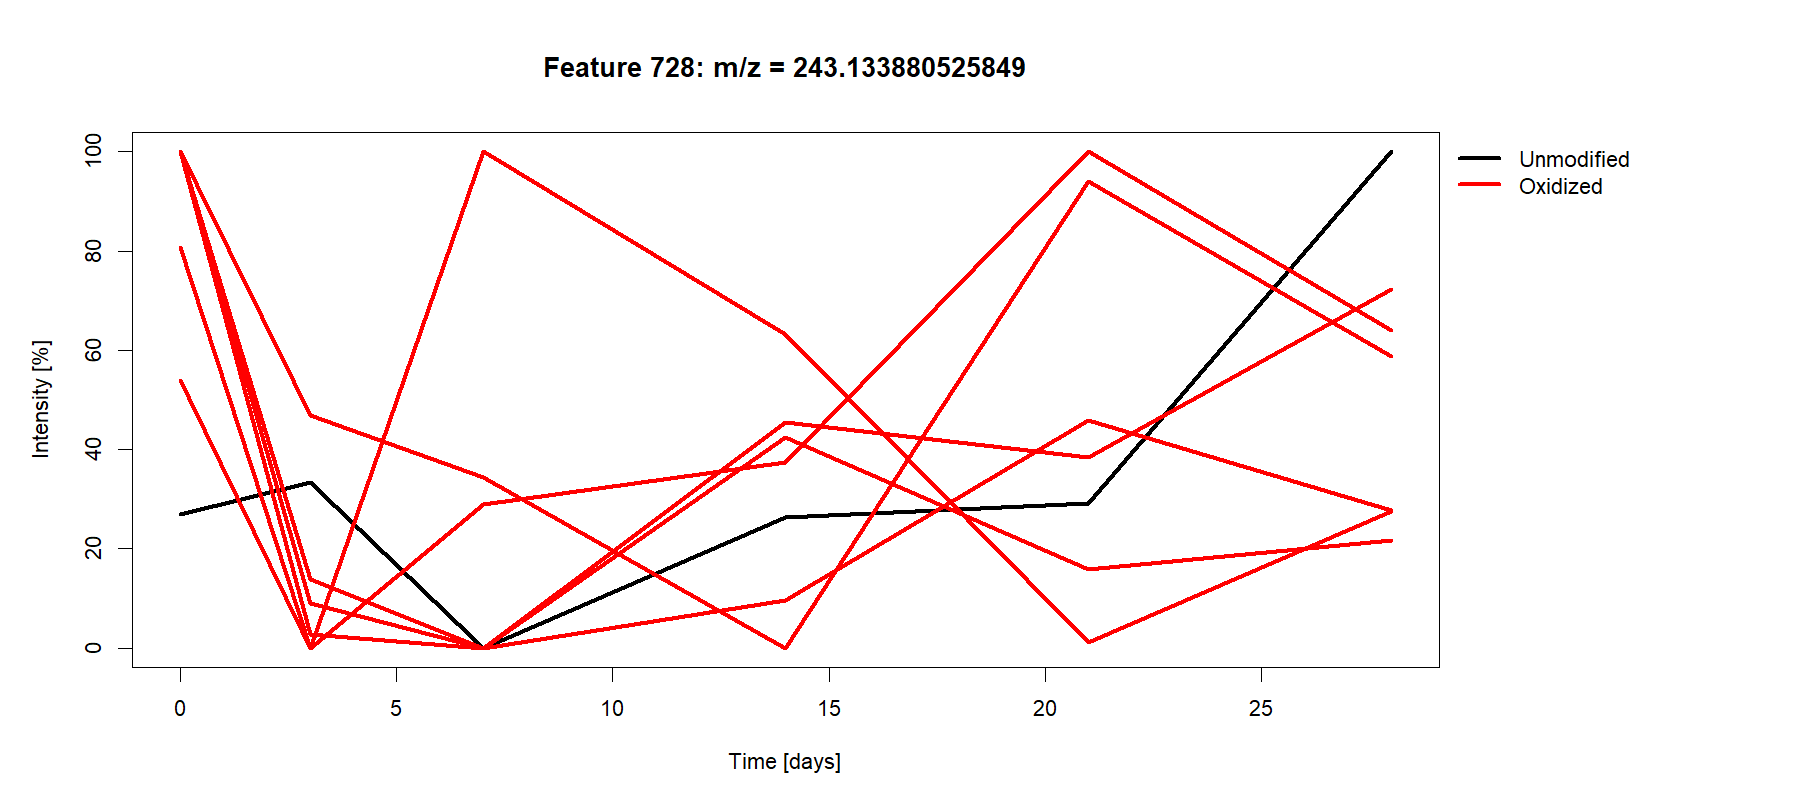 Feature 728: m/z = 243.133880525849
Unmodified
Oxidized
Intensity [%]
100
80
60
40
20
0
0 5 10 15 20 25
Time [days]